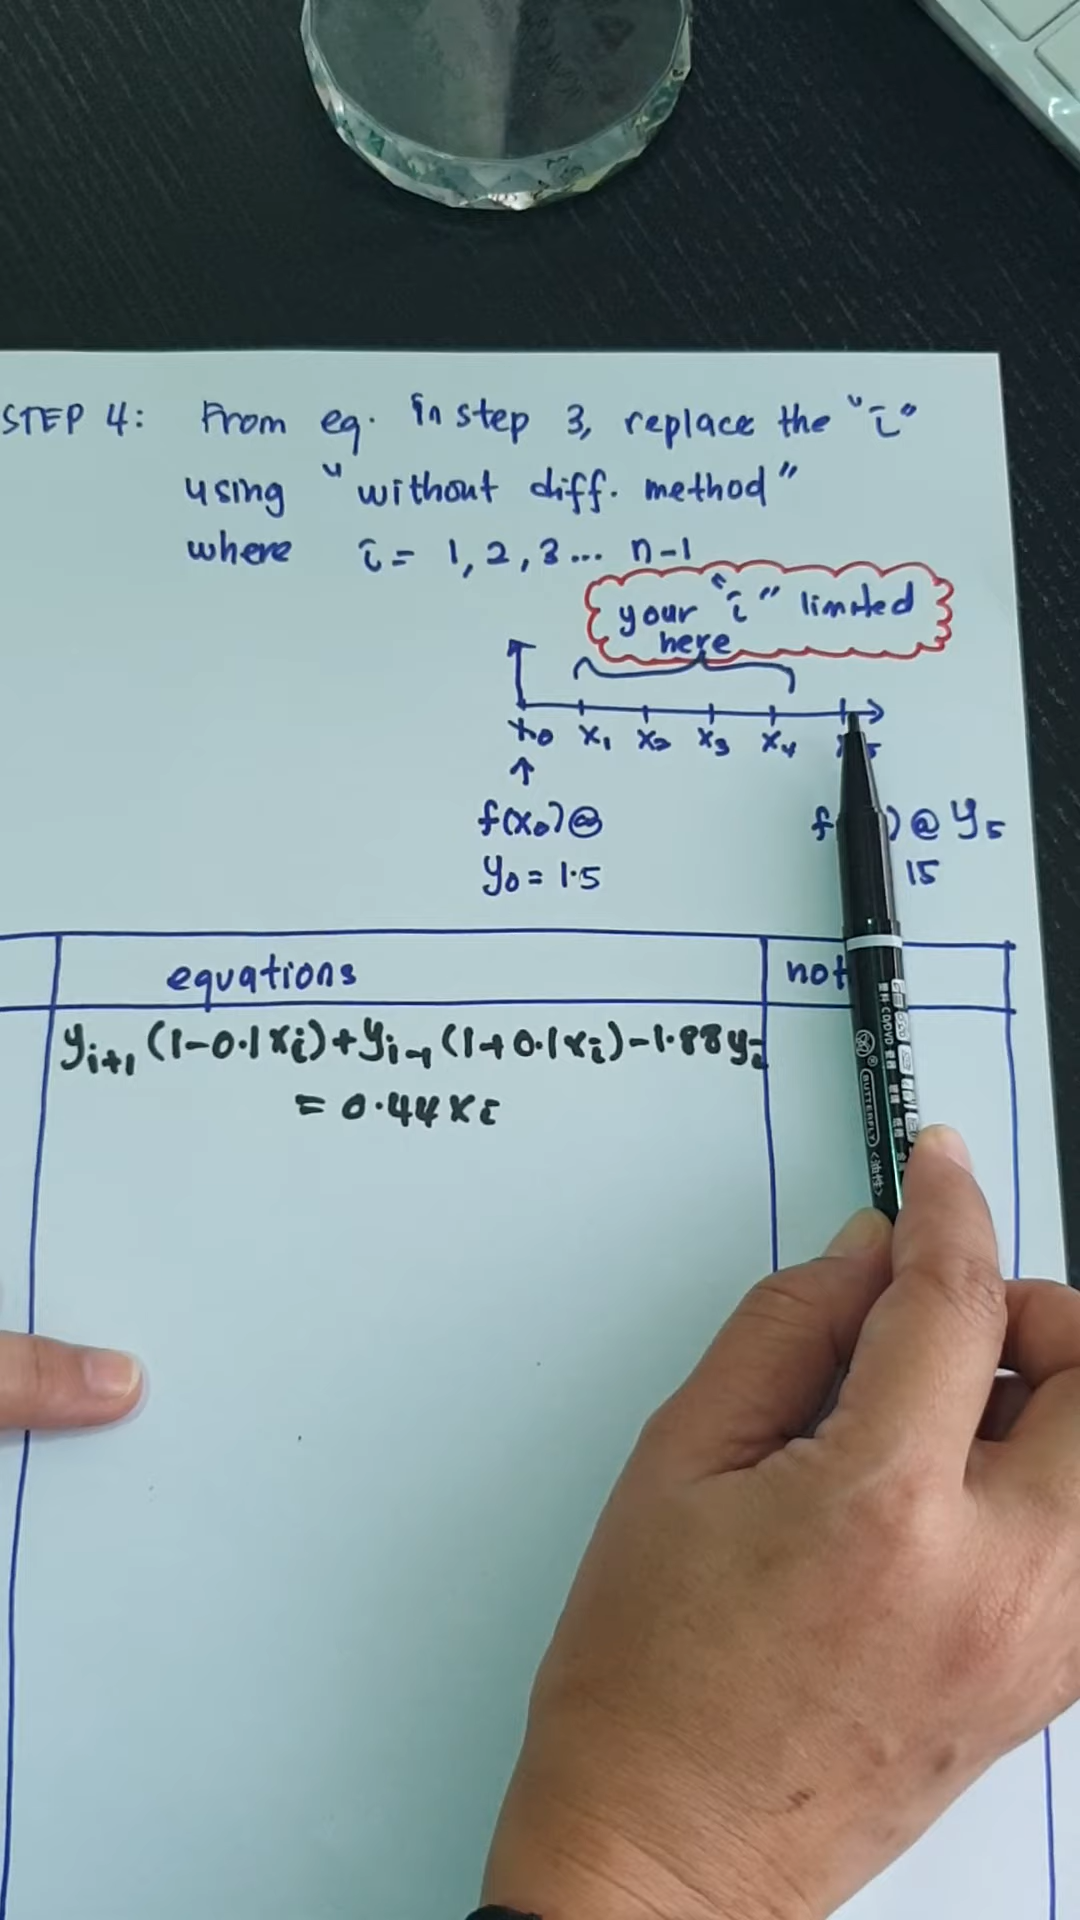 STEP 4: From eq. in step 3, replace the "i"
using "without diff. method"
where i = 1, 2, 3... n-1
your "i" limited
here
x₀ x₁ x₂ x₃ x₄
↑
f(x₀) @
y₀ = 1.5
@ y₅
15
equations
yᵢ₊₁ (1-0.1xᵢ)+yᵢ₋₁ (1+0.1xᵢ)-1.88yᵢ
= 0.44xᵢ
BUTTERFLY